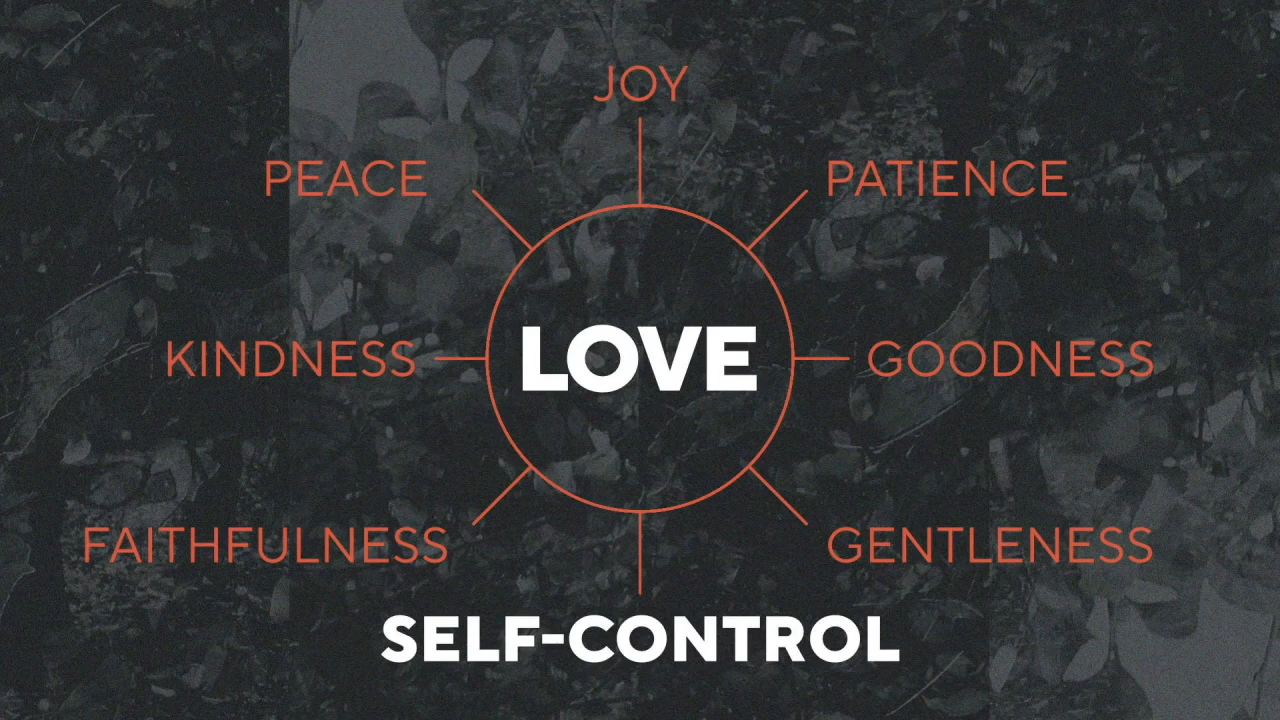 JOY
PEACE
PATIENCE
KINDNESS
LOVE
GOODNESS
FAITHFULNESS
GENTLENESS
SELF-CONTROL